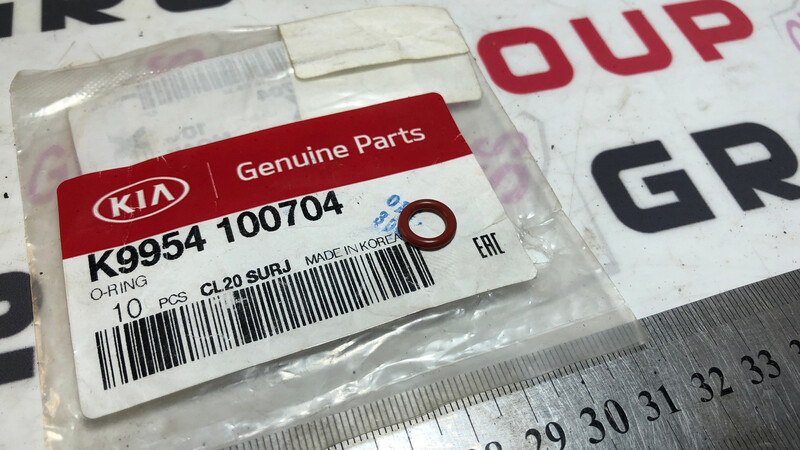 OUP
GR
KIA
Genuine Parts
K9954 100704
O-RING
10 PCS CL20 SURJ MADE IN KOREA
EAC
28 29 30 31 32 33